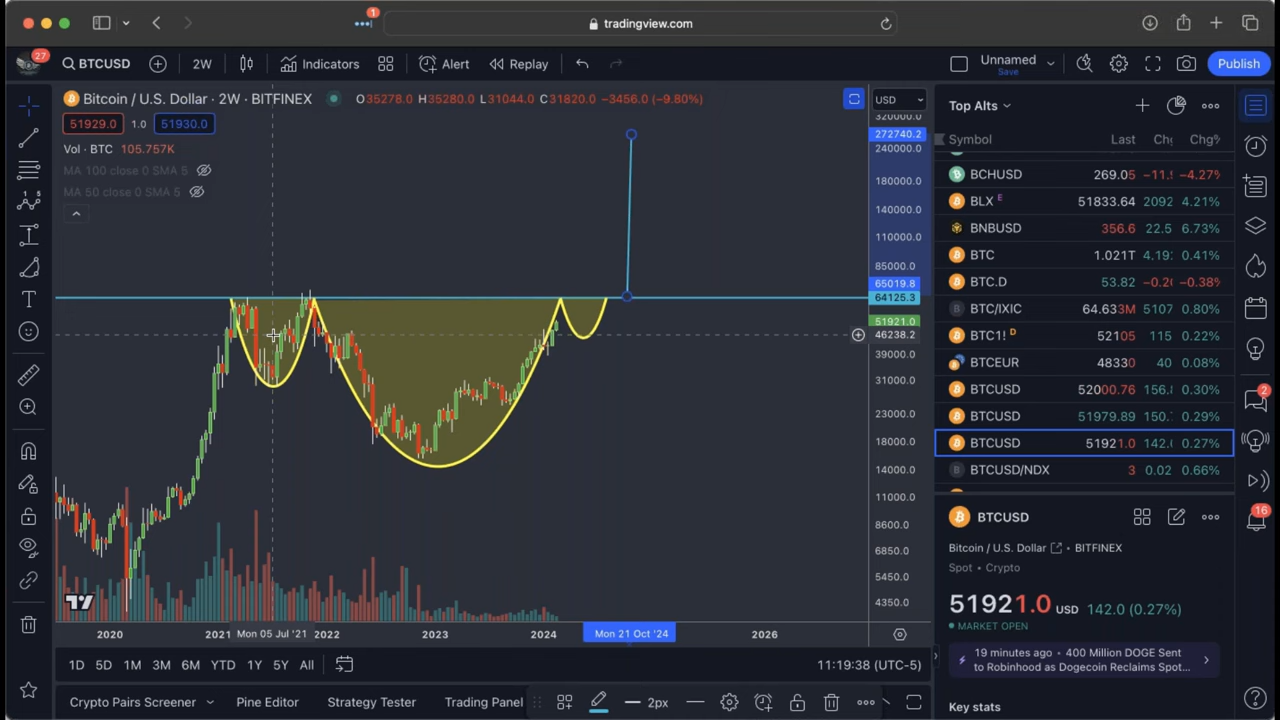 1
tradingview.com
27
BTCUSD
2W
Indicators
Alert
Replay
Unnamed
Save
Publish
Bitcoin / U.S. Dollar · 2W · BITFINEX
O35278.0 H35280.0 L31044.0 C31820.0 −3456.0 (−9.80%)
USD
51929.0 1.0 51930.0
Vol · BTC 105.757K
MA 100 close 0 SMA 5
MA 50 close 0 SMA 5
320000.0
272740.2
240000.0
180000.0
140000.0
110000.0
85000.0
65019.8
64125.3
51921.0
46238.2
39000.0
31000.0
23000.0
18000.0
14000.0
11000.0
8600.0
6850.0
5450.0
4350.0
2020 2021 Mon 05 Jul '21 2022 2023 2024 Mon 21 Oct '24 2026
1D 5D 1M 3M 6M YTD 1Y 5Y All
11:19:38 (UTC-5)
Crypto Pairs Screener Pine Editor Strategy Tester Trading Panel
2px
Top Alts
Symbol Last Chg Chg%
BCHUSD 269.05 −11. −4.27%
BLX E 51833.64 2092 4.21%
BNBUSD 356.6 22.5 6.73%
BTC 1.021T 4.19 0.41%
BTC.D 53.82 −0.20 −0.38%
BTC/IXIC 64.633M 5107 0.80%
BTC1! D 52105 115 0.22%
BTCEUR 48330 40 0.08%
BTCUSD 52000.76 156. 0.30%
BTCUSD 51979.89 150. 0.29%
BTCUSD 51921.0 142. 0.27%
BTCUSD/NDX 3 0.02 0.66%
BTCUSD
Bitcoin / U.S. Dollar • BITFINEX
Spot • Crypto
51921.0 USD 142.0 (0.27%)
MARKET OPEN
19 minutes ago • 400 Million DOGE Sent
to Robinhood as Dogecoin Reclaims Spot...
Key stats
2
16